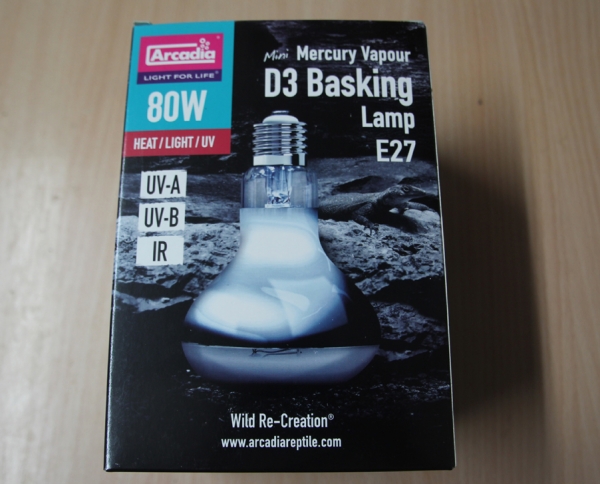 Arcadia
LIGHT FOR LIFE®
80W
HEAT / LIGHT / UV
UV-A
UV-B
IR
Mini Mercury Vapour
D3 Basking
Lamp
E27
Wild Re-Creation®
www.arcadiareptile.com